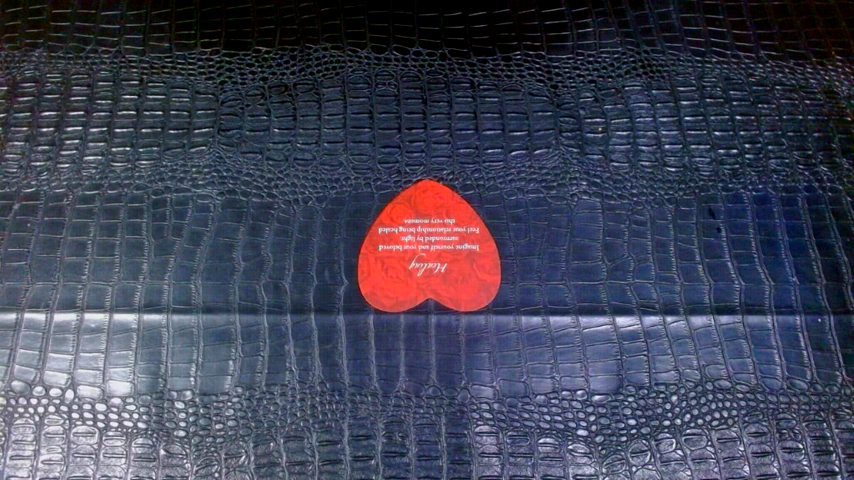 Healing
Imagine yourself and your beloved
surrounded by light.
Feel your relationship being healed
this very moment.